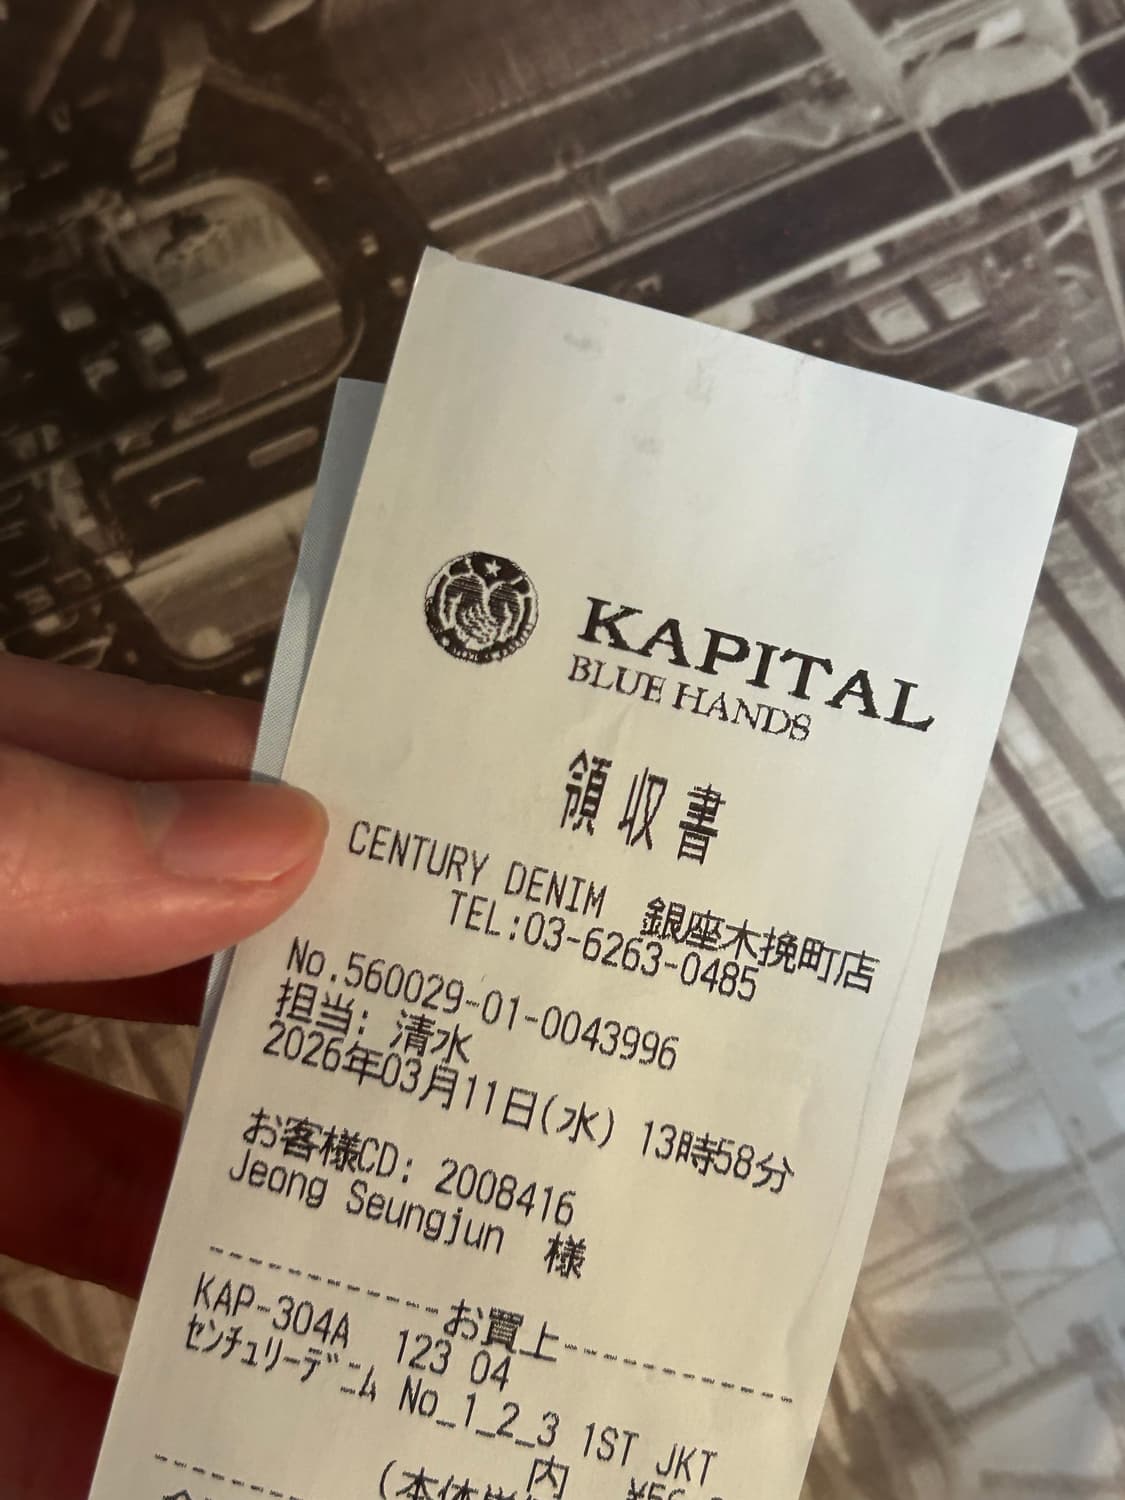 KAPITAL
BLUE HANDS
領収書
CENTURY DENIM 銀座木挽町店
TEL:03-6263-0485
No.560029-01-0043996
担当: 清水
2026年03月11日(水) 13時58分
お客様CD: 2008416
Jeong Seungjun 様
------------お買上------------
KAP-304A 123 04
ｾﾝﾁｭﾘｰﾃﾞﾆﾑ No_1_2_3 1ST JKT
内
(本体